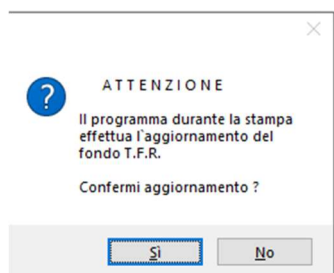 ATTENZIONE
Il programma durante la stampa
effettua l`aggiornamento del
fondo T.F.R.
Confermi aggiornamento ?
Sì
No